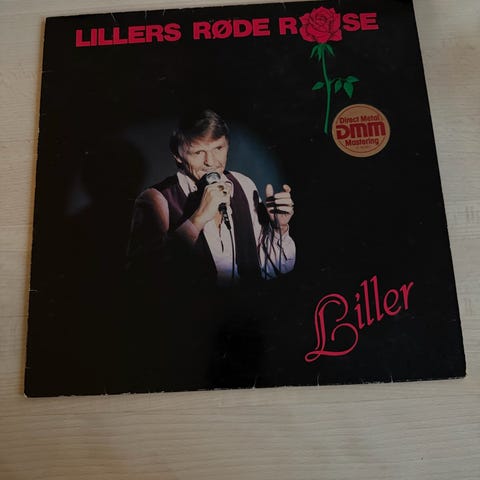 LILLERS RØDE ROSE
Direct Metal
DMM
Mastering
Liller